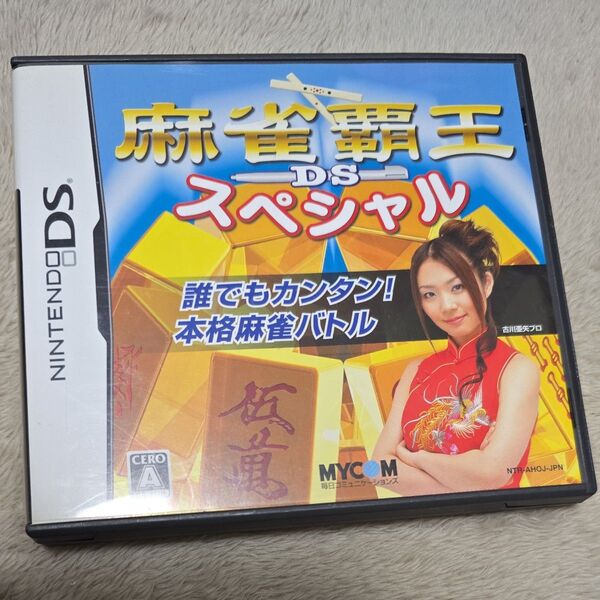 NINTENDO DS
麻雀覇王
DS
スペシャル
誰でもカンタン!
本格麻雀バトル
古川亜矢プロ
伍萬
CERO
A
MYCOM
毎日コミュニケーションズ
NTR-AHOJ-JPN